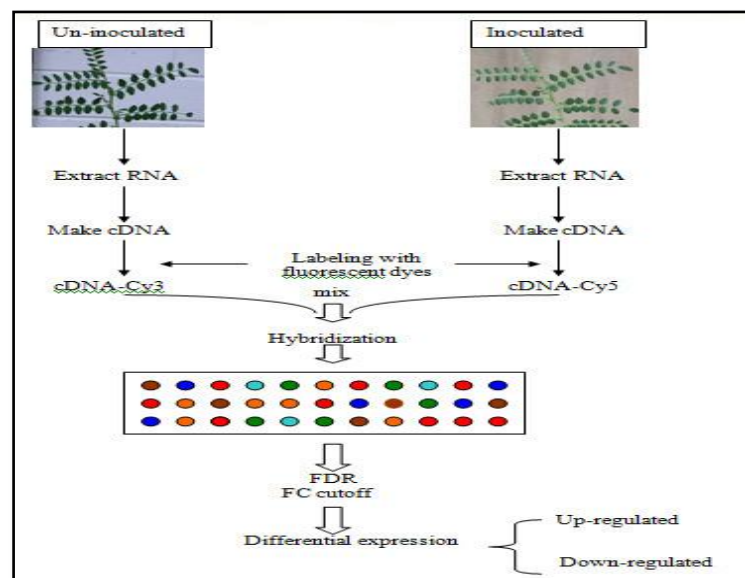 Un-inoculated
Inoculated
Extract RNA
Extract RNA
Make cDNA
Make cDNA
Labeling with
fluorescent dyes
cDNA-Cy3
mix
cDNA-Cy5
Hybridization
FDR
FC cutoff
Differential expression
Up-regulated
Down-regulated